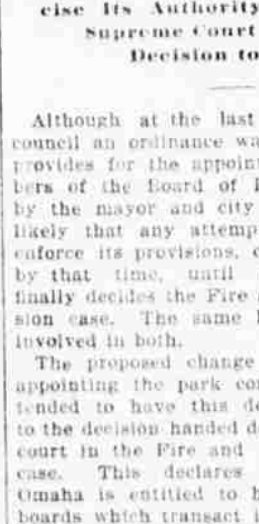 cise Its Authority
Supreme Court
Decision to
Although at the last
council an ordinance wa
provides for the appoint
bers of the Board of
by the mayor and city
likely that any attemp
enforce its provisions,
by that time, until
finally decides the Fire
sion case. The same
involved in both.
The proposed change
appointing the park co
tended to have this de
to the decision handed d
court in the Fire and
case. This declares
Omaha is entitled to h
boards which transact